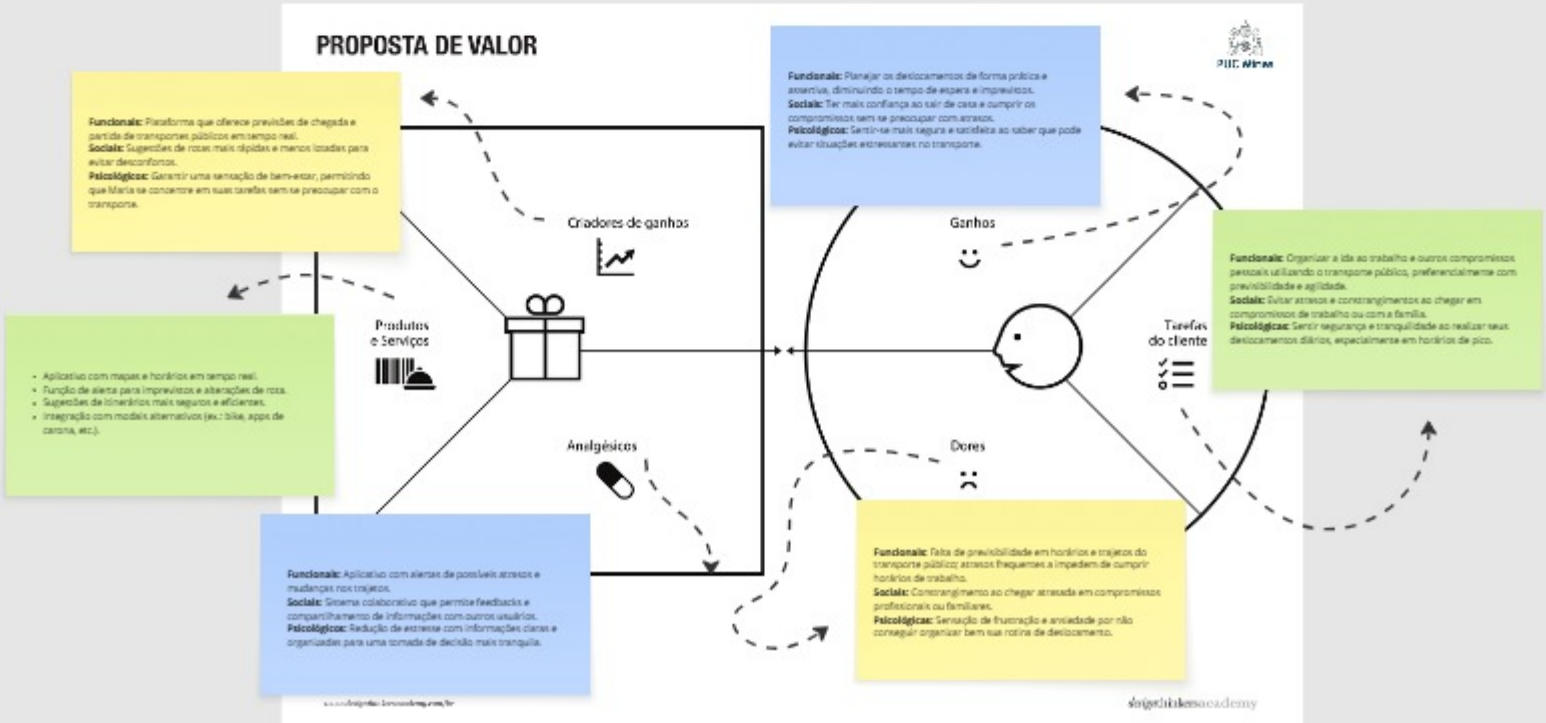 PROPOSTA DE VALOR
PUC Minas
Funcionais: Plataforma que oferece previsões de chegada e
partida de transportes públicos em tempo real.
Sociais: Sugestões de rotas mais rápidas e menos lotadas para
evitar desconfortos.
Psicológicos: Garantir uma sensação de bem-estar, permitindo
que Maria se concentre em suas tarefas sem se preocupar com o
transporte.
Funcionais: Planejar os deslocamentos de forma prática e
assertiva, diminuindo o tempo de espera e imprevistos.
Sociais: Ter mais confiança ao sair de casa e cumprir os
compromissos sem se preocupar com atrasos.
Psicológicos: Sentir-se mais segura e satisfeita ao saber que pode
evitar situações estressantes no transporte.
Criadores de ganhos
Ganhos
Funcionais: Organizar a ida ao trabalho e outros compromissos
pessoais utilizando o transporte público, preferencialmente com
previsibilidade e agilidade.
Sociais: Evitar atrasos e constrangimentos ao chegar em
compromissos de trabalho ou com a família.
Psicológicas: Sentir segurança e tranquilidade ao realizar seus
deslocamentos diários, especialmente em horários de pico.
Produtos
e Serviços
Tarefas
do cliente
• Aplicativo com mapas e horários em tempo real.
• Função de alerta para imprevistos e alterações de rota.
• Sugestões de itinerários mais seguros e eficientes.
• Integração com modais alternativos (ex.: bike, apps de
carona, etc.).
Analgésicos
Dores
Funcionais: Aplicativo com alertas de possíveis atrasos e
mudanças nos trajetos.
Sociais: Sistema colaborativo que permite feedbacks e
compartilhamento de informações com outros usuários.
Psicológicos: Redução de estresse com informações claras e
organizadas para uma tomada de decisão mais tranquila.
Funcionais: Falta de previsibilidade em horários e trajetos do
transporte público; atrasos frequentes a impedem de cumprir
horários de trabalho.
Sociais: Constrangimento ao chegar atrasada em compromissos
profissionais ou familiares.
Psicológicas: Sensação de frustração e ansiedade por não
conseguir organizar bem sua rotina de deslocamento.
academy